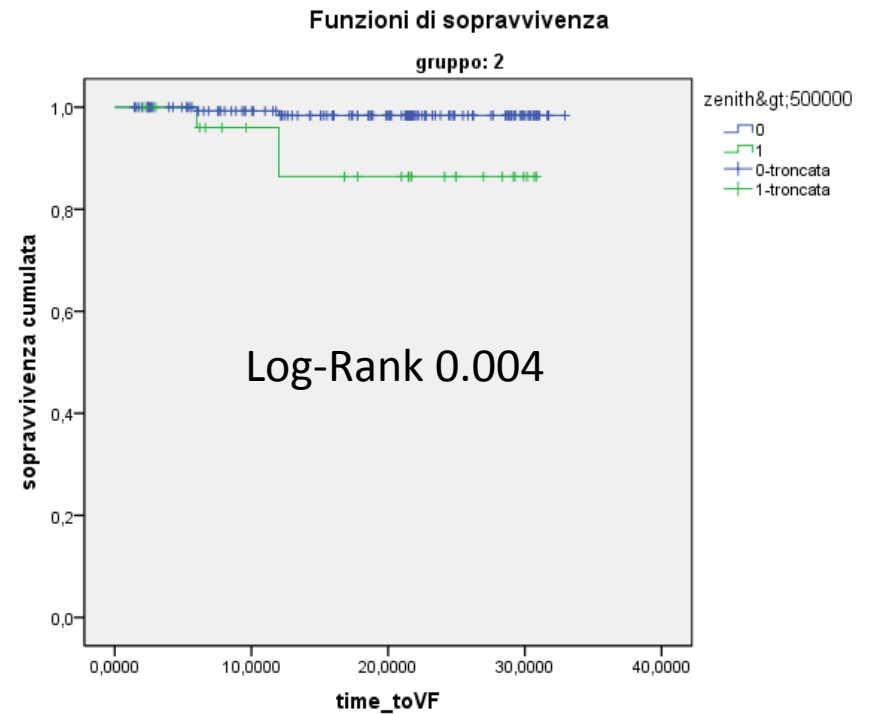 Funzioni di sopravvivenza
gruppo: 2
zenith&gt;500000
0
1
0-troncata
1-troncata
sopravvivenza cumulata
1,0
0,8
0,6
0,4
0,2
0,0
Log-Rank 0.004
0,0000 10,0000 20,0000 30,0000 40,0000
time_toVF